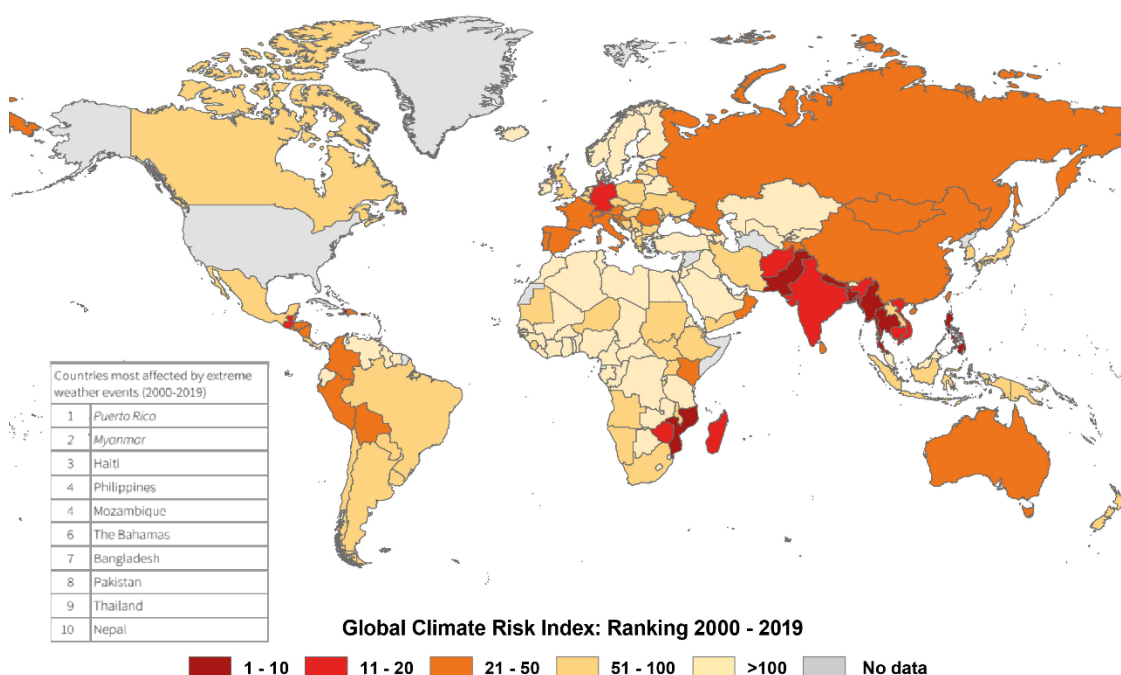 Countries most affected by extreme
weather events (2000-2019)
1 Puerto Rico
2 Myanmar
3 Haiti
4 Philippines
4 Mozambique
6 The Bahamas
7 Bangladesh
8 Pakistan
9 Thailand
10 Nepal
Global Climate Risk Index: Ranking 2000 - 2019
1 - 10 11 - 20 21 - 50 51 - 100 >100 No data